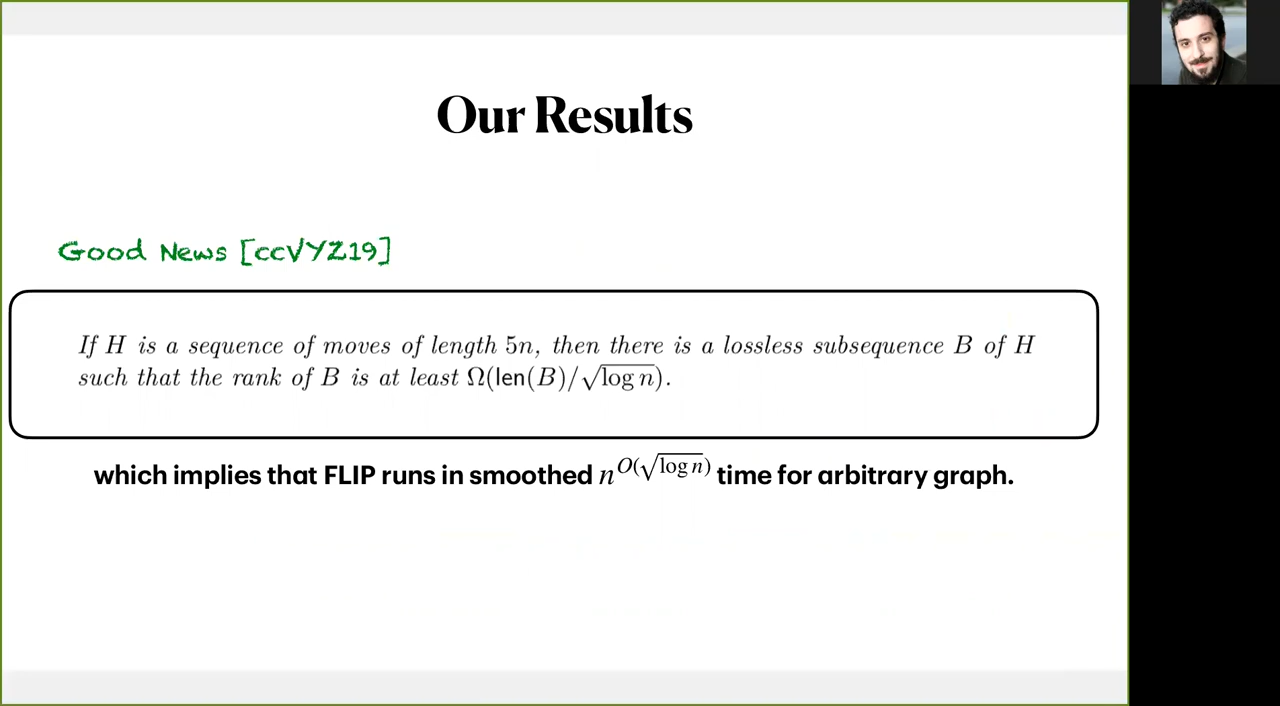 Our Results
Good News [CCVYZ19]
If H is a sequence of moves of length 5n, then there is a lossless subsequence B of H
such that the rank of B is at least Ω(len(B)/√log n).
which implies that FLIP runs in smoothed n^{O(√log n)} time for arbitrary graph.